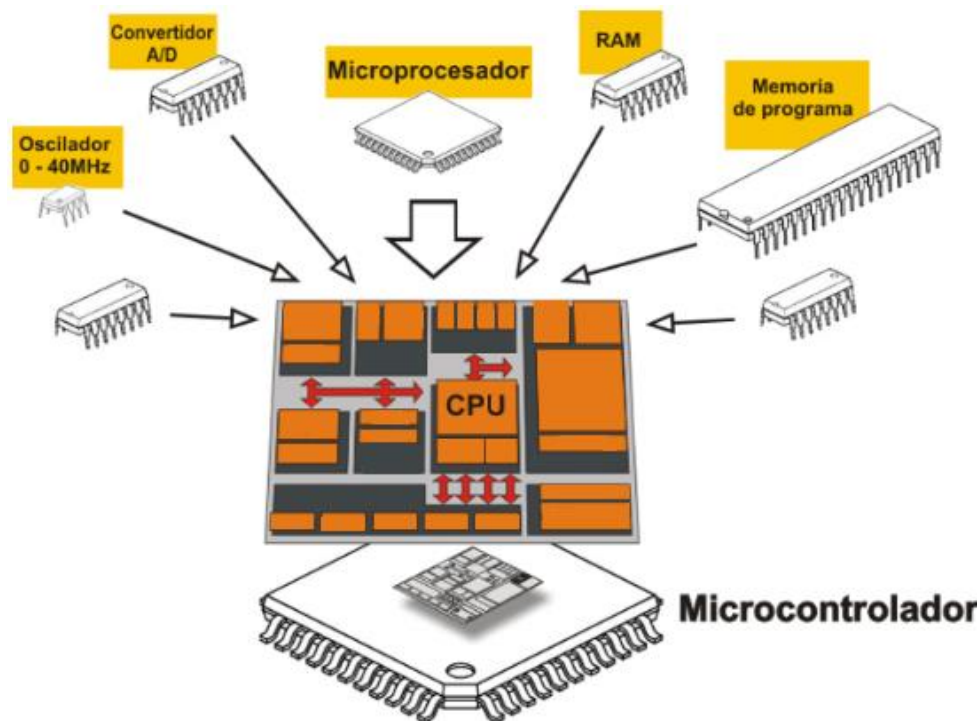 Convertidor
A/D
Microprocesador
RAM
Memoria
de programa
Oscilador
0 - 40MHz
CPU
Microcontrolador